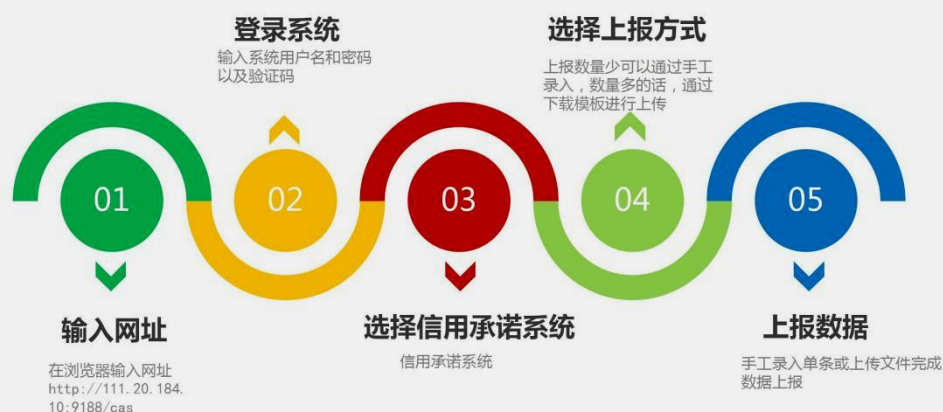 登录系统
输入系统用户名和密码
以及验证码
选择上报方式
上报数量少可以通过手工
录入，数量多的话，通过
下载模板进行上传
01
02
03
04
05
输入网址
在浏览器输入网址
http://111.20.184.
10:9188/cas
选择信用承诺系统
信用承诺系统
上报数据
手工录入单条或上传文件完成
数据上报